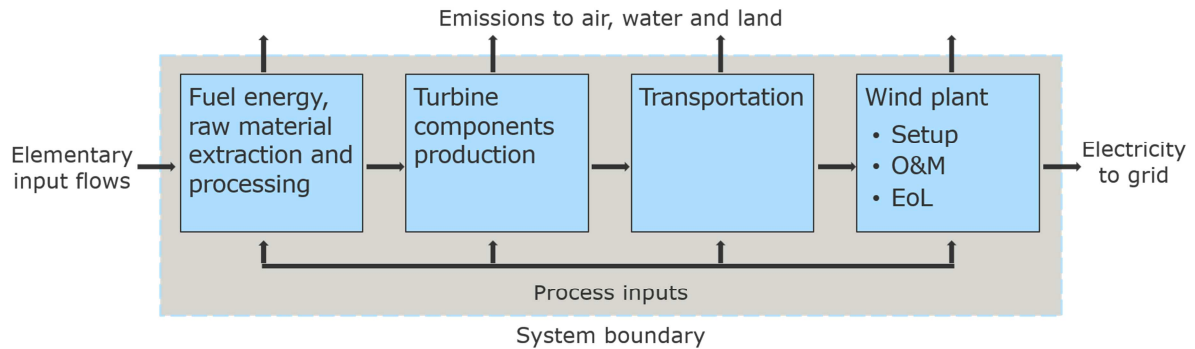 Emissions to air, water and land
Elementary
input flows
Fuel energy,
raw material
extraction and
processing
Turbine
components
production
Transportation
Wind plant
• Setup
• O&M
• EoL
Electricity
to grid
Process inputs
System boundary